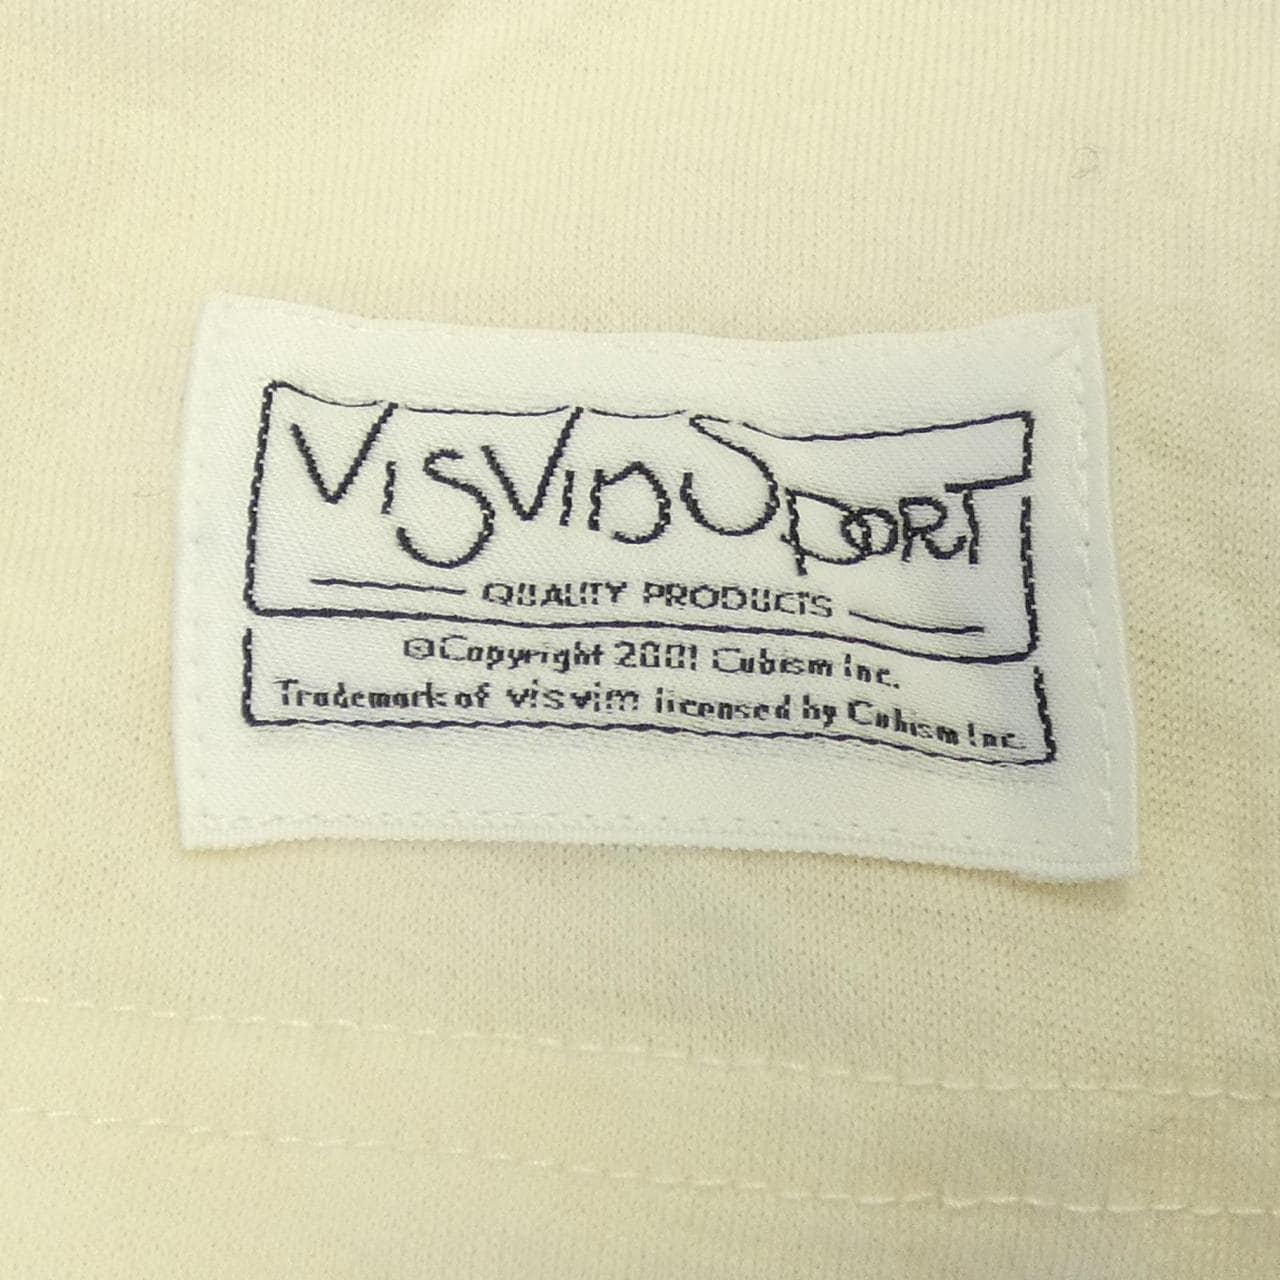 VISVIM SPORT
QUALITY PRODUCTS
©Copyright 2001 Cubism Inc.
Trademark of visvim licensed by Cubism Inc.